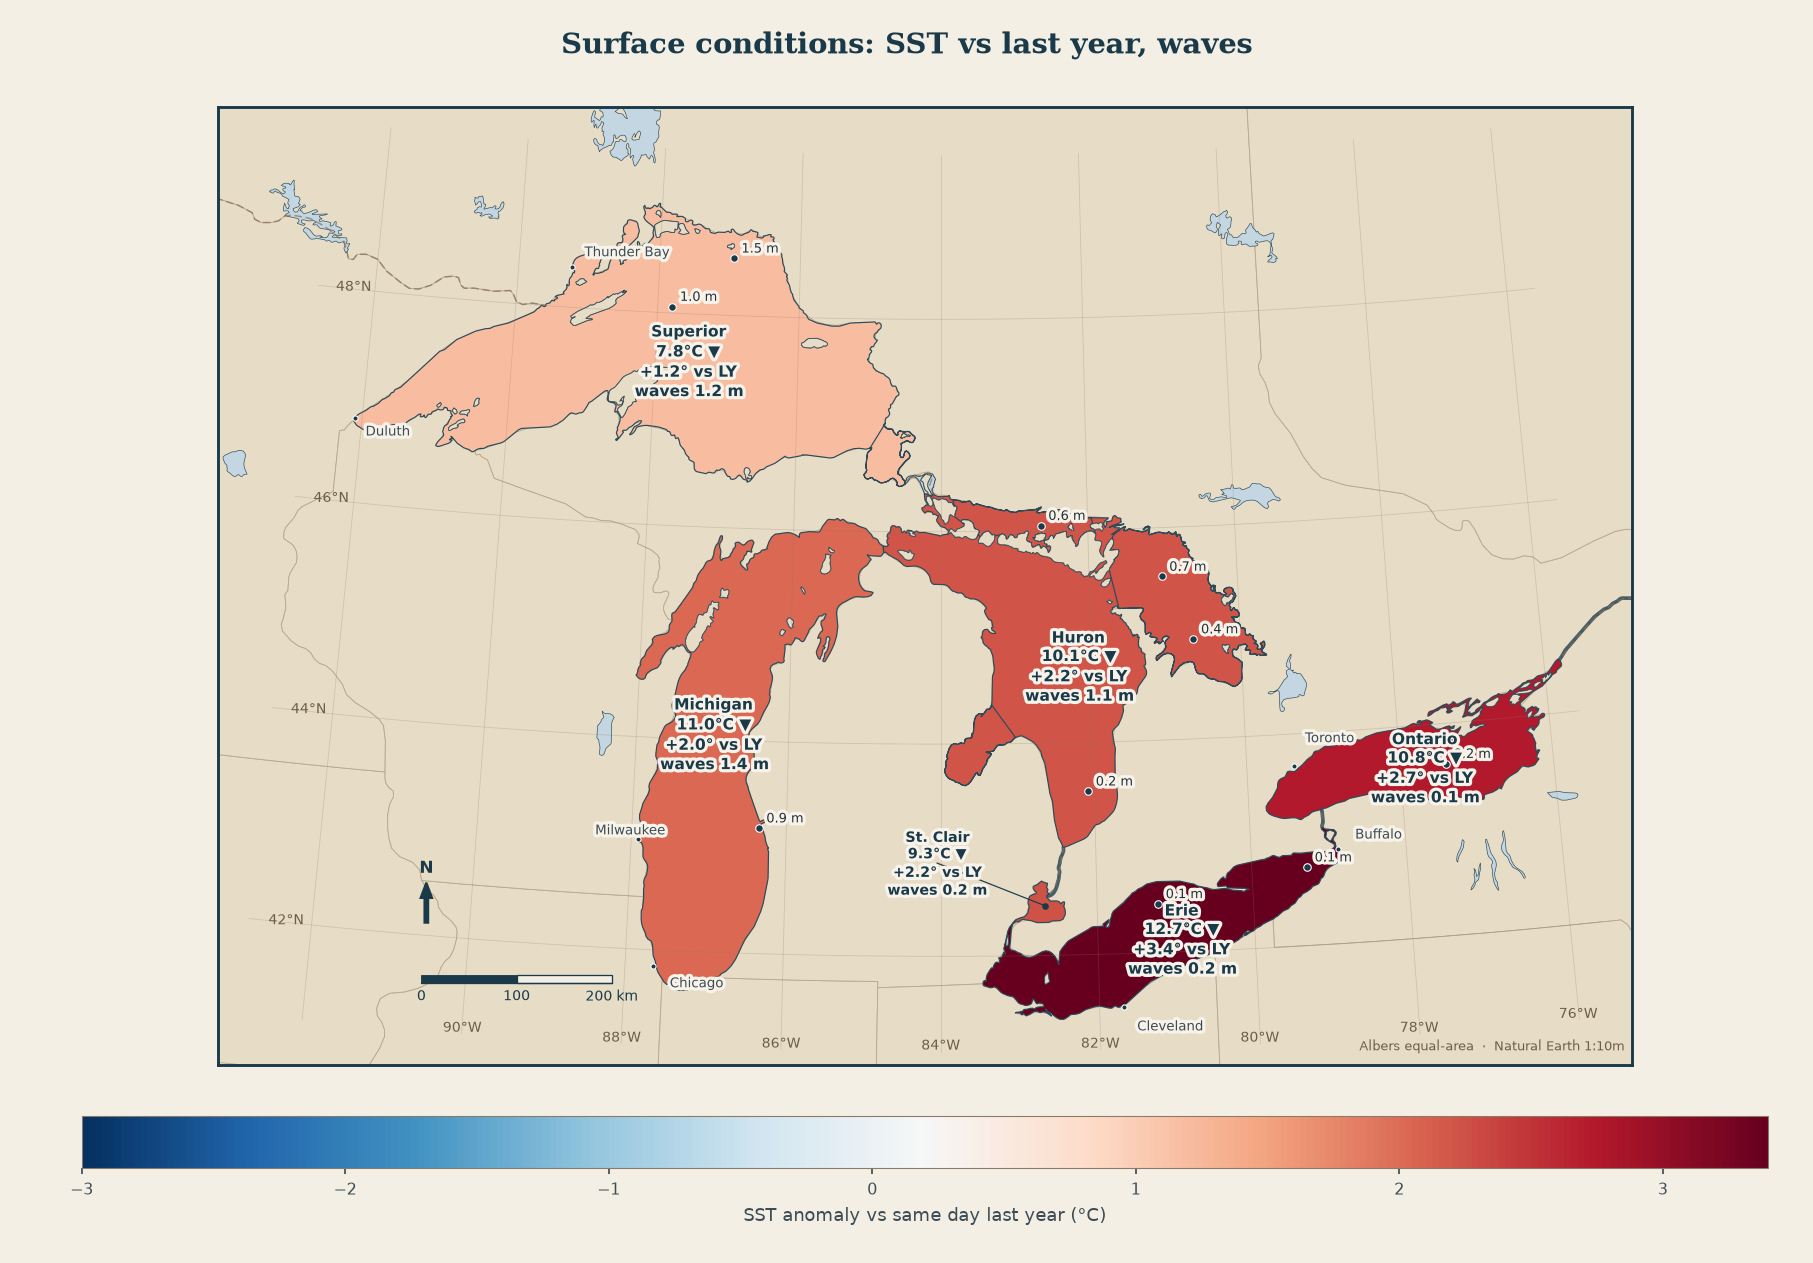 Surface conditions: SST vs last year, waves
Thunder Bay
1.5 m
48°N
1.0 m
Superior
7.8°C ▼
+1.2° vs LY
waves 1.2 m
Duluth
46°N
0.6 m
0.7 m
0.4 m
Huron
10.1°C ▼
+2.2° vs LY
waves 1.1 m
44°N
Michigan
11.0°C ▼
+2.0° vs LY
waves 1.4 m
Toronto
Ontario
10.8°C ▼
+2.7° vs LY
waves 0.1 m
.2 m
0.2 m
0.9 m
Milwaukee
Buffalo
St. Clair
9.3°C ▼
+2.2° vs LY
waves 0.2 m
0.1 m
N
0.1 m
Erie
12.7°C ▼
+3.4° vs LY
waves 0.2 m
42°N
Chicago
0 100 200 km
Cleveland
90°W 88°W 86°W 84°W 82°W 80°W 78°W 76°W
Albers equal-area · Natural Earth 1:10m
−3 −2 −1 0 1 2 3
SST anomaly vs same day last year (°C)